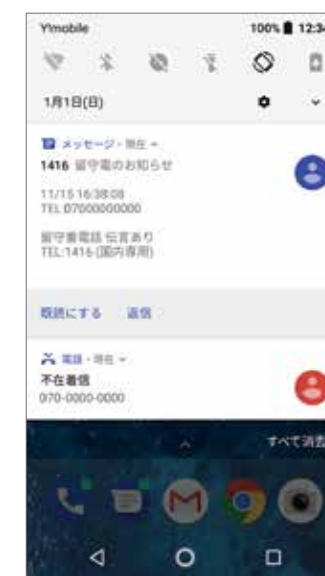 Y!mobile 100% 12:34
1月1日(日)
メッセージ・現在
1416 留守電のお知らせ
11/15 16:38:08
TEL 07000000000
留守番電話 伝言あり
TEL:1416 (国内専用)
既読にする 返信
電話・現在
不在着信
070-0000-0000
すべて消去